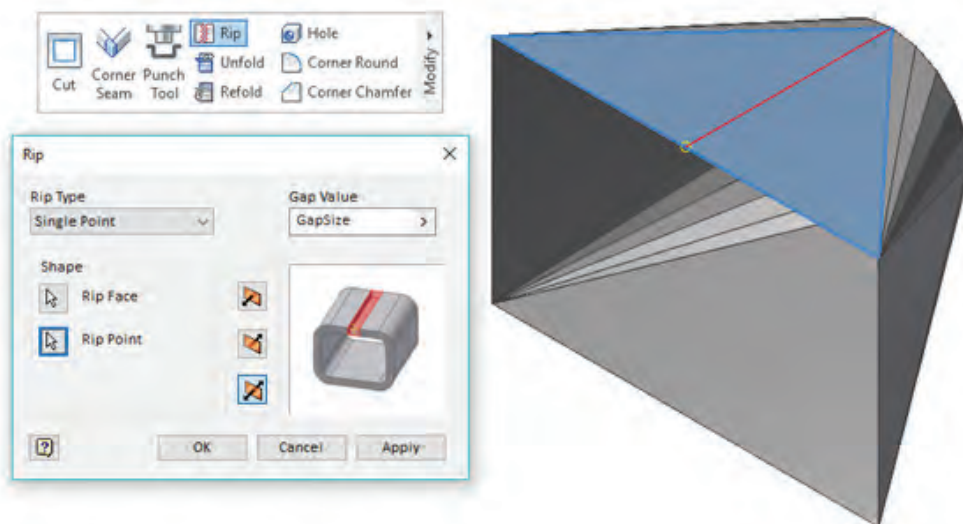 Cut
Corner Seam
Punch Tool
Rip
Unfold
Refold
Hole
Corner Round
Corner Chamfer
Modify
Rip
Rip Type
Single Point
Gap Value
GapSize
Shape
Rip Face
Rip Point
OK
Cancel
Apply